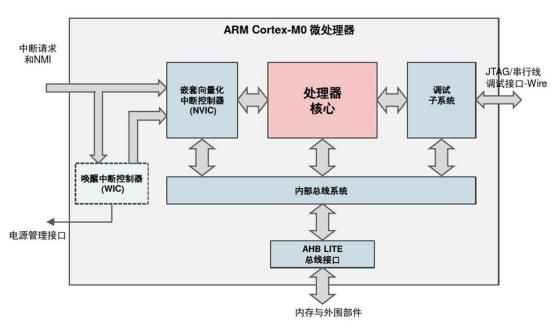 ARM Cortex-M0 微处理器
中断请求
和NMI
嵌套向量化
中断控制器
(NVIC)
处理器
核心
调试
子系统
JTAG/串行线
调试接口-Wire
唤醒中断控制器
(WIC)
内部总线系统
电源管理接口
AHB LITE
总线接口
内存与外围部件